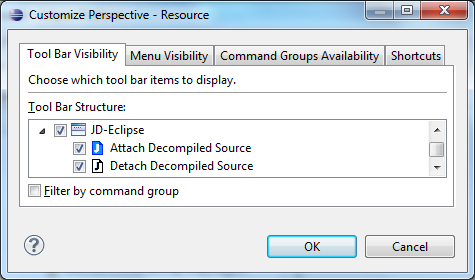 Customize Perspective - Resource
Tool Bar Visibility Menu Visibility Command Groups Availability Shortcuts
Choose which tool bar items to display.
Tool Bar Structure:
JD-Eclipse
Attach Decompiled Source
Detach Decompiled Source
Filter by command group
? OK Cancel